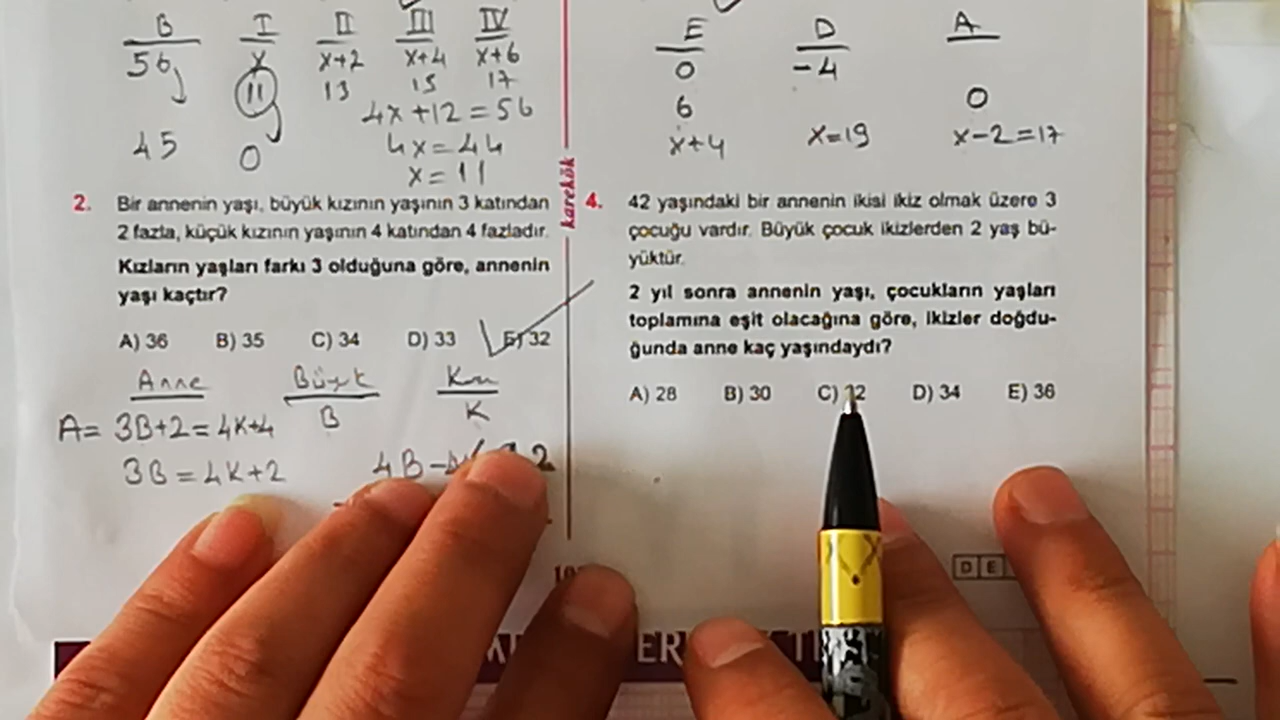 B I II III IV
56 x x+2 x+4 x+6
11 13 15 17
4x+12=56
45 0 4x=44
x=11
E D A
0 -4
6 0
x+4 x=19 x-2=17
karekök
2. Bir annenin yaşı, büyük kızının yaşının 3 katından
2 fazla, küçük kızının yaşının 4 katından 4 fazladır.
Kızların yaşları farkı 3 olduğuna göre, annenin
yaşı kaçtır?
A) 36 B) 35 C) 34 D) 33 E) 32
Anne Büyük
A= 3B+2=4K+4 B K
3B=4K+2
4. 42 yaşındaki bir annenin ikisi ikiz olmak üzere 3
çocuğu vardır. Büyük çocuk ikizlerden 2 yaş bü-
yüktür.
2 yıl sonra annenin yaşı, çocukların yaşları
toplamına eşit olacağına göre, ikizler doğdu-
ğunda anne kaç yaşındaydı?
A) 28 B) 30 C) 32 D) 34 E) 36
D E